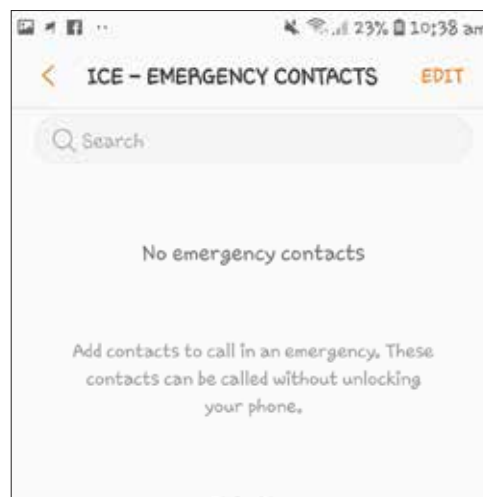 23% 10:38 am
ICE – EMERGENCY CONTACTS EDIT
Search
No emergency contacts
Add contacts to call in an emergency. These
contacts can be called without unlocking
your phone.